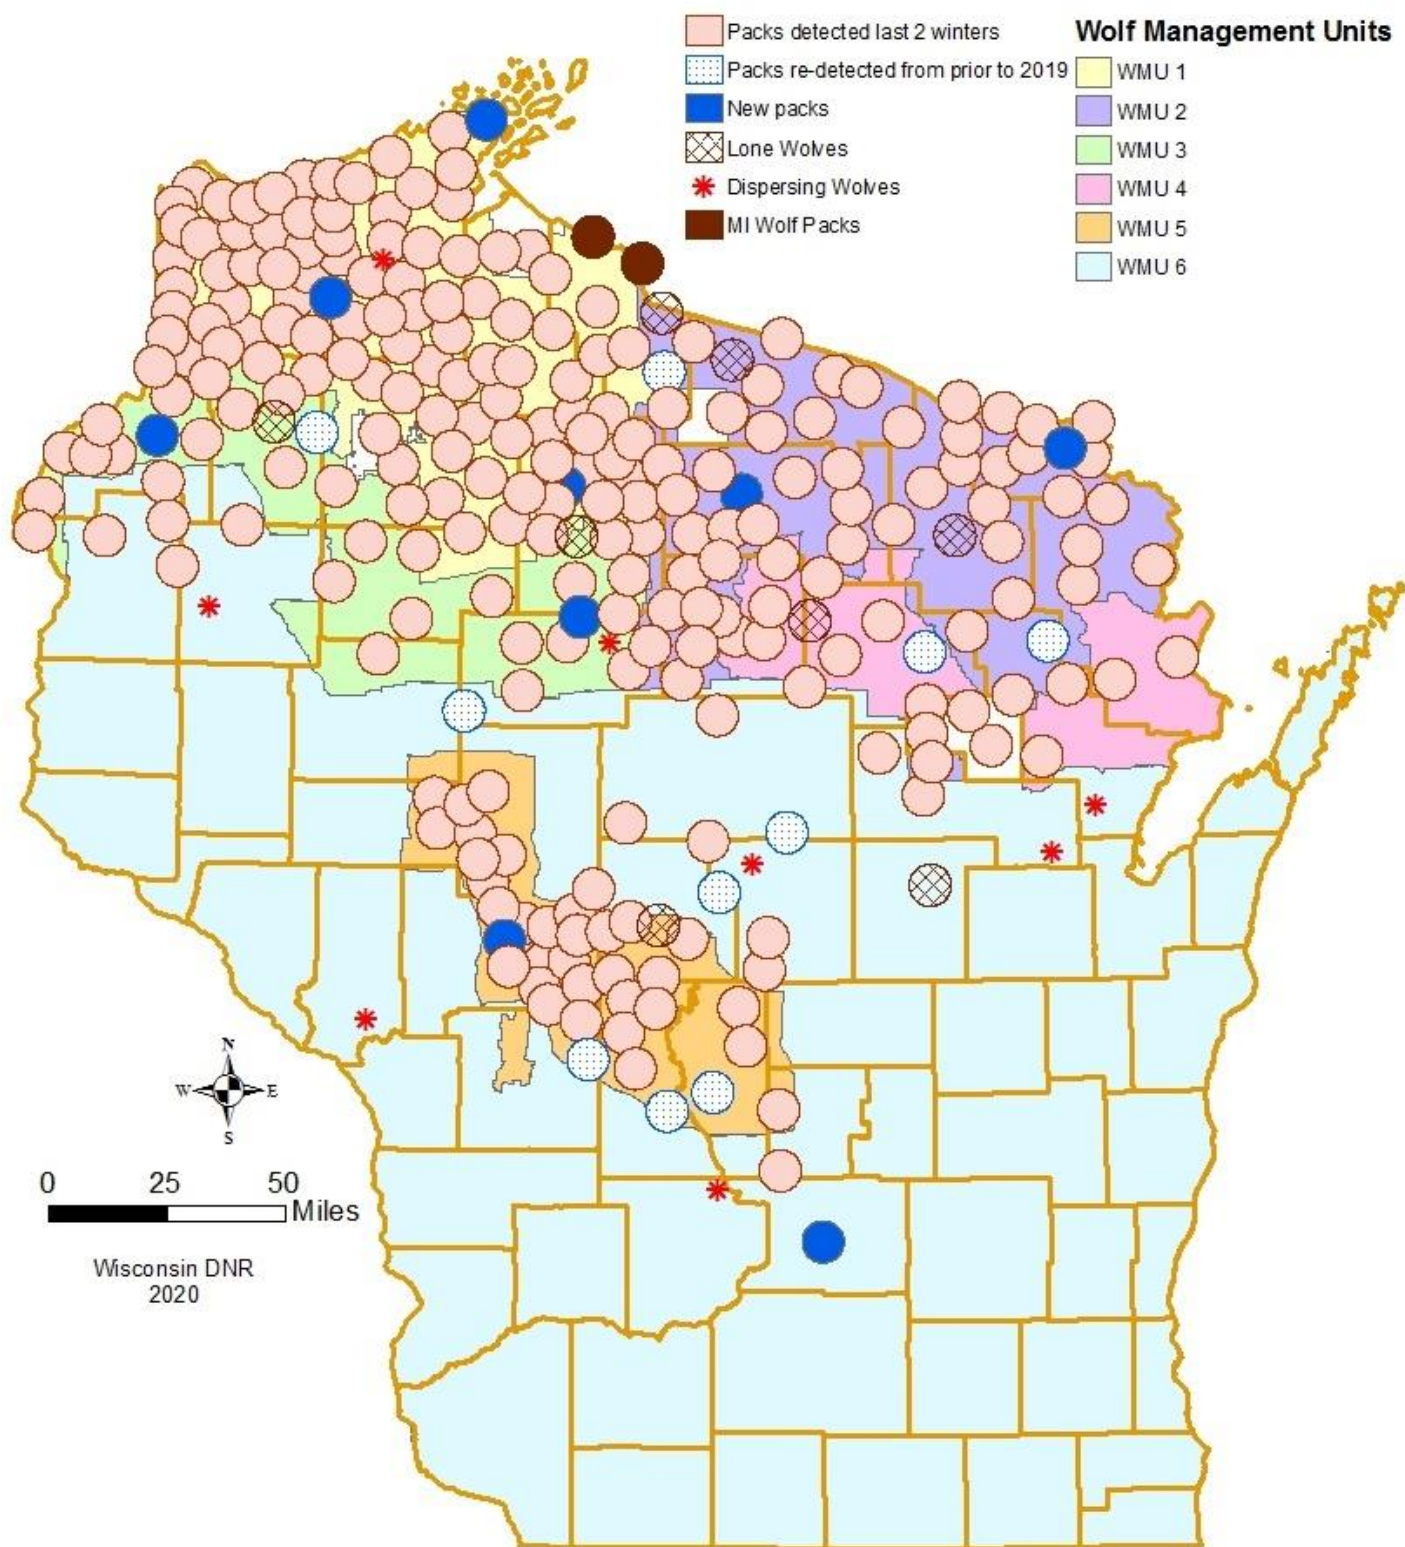 Packs detected last 2 winters
Packs re-detected from prior to 2019
New packs
Lone Wolves
Dispersing Wolves
MI Wolf Packs
Wolf Management Units
WMU 1
WMU 2
WMU 3
WMU 4
WMU 5
WMU 6
N
W E
S
0 25 50
Miles
Wisconsin DNR
2020